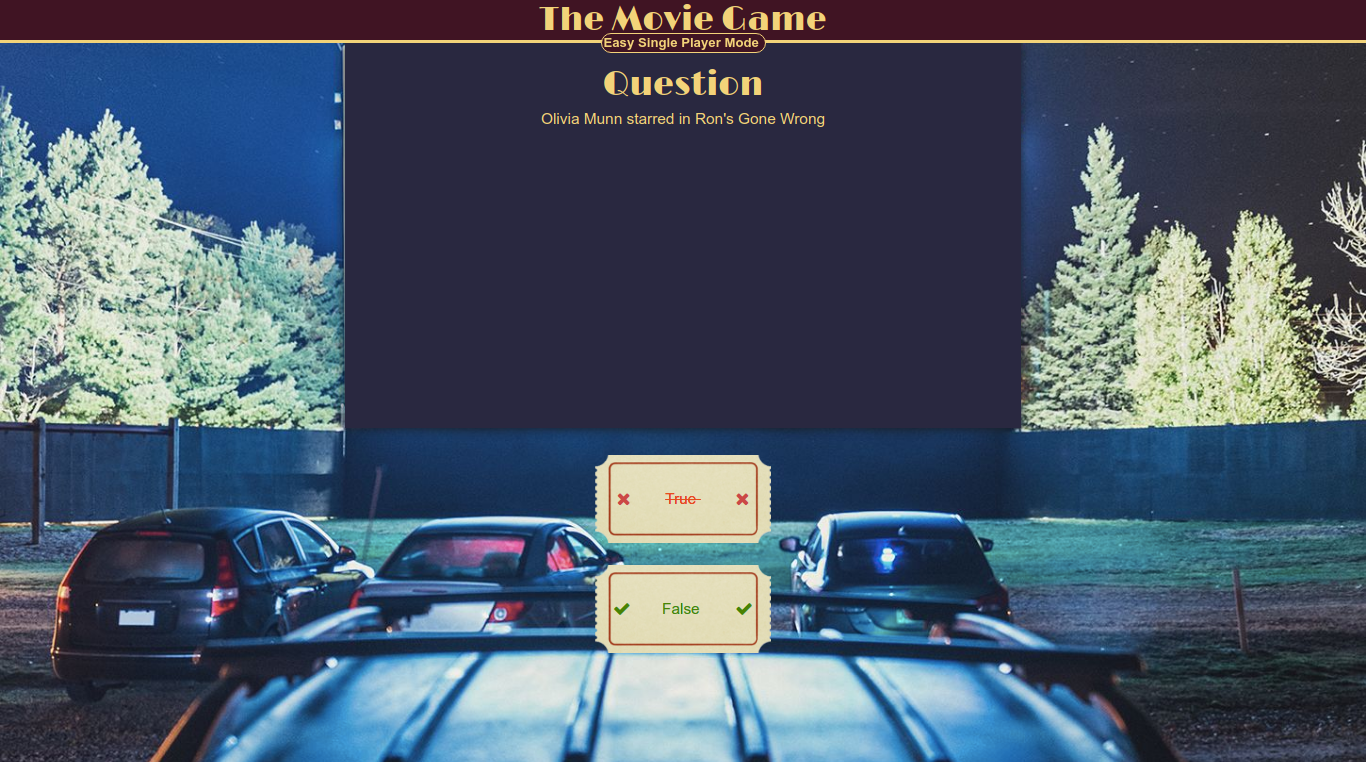 The Movie Game
Easy Single Player Mode
Question
Olivia Munn starred in Ron's Gone Wrong
True
False